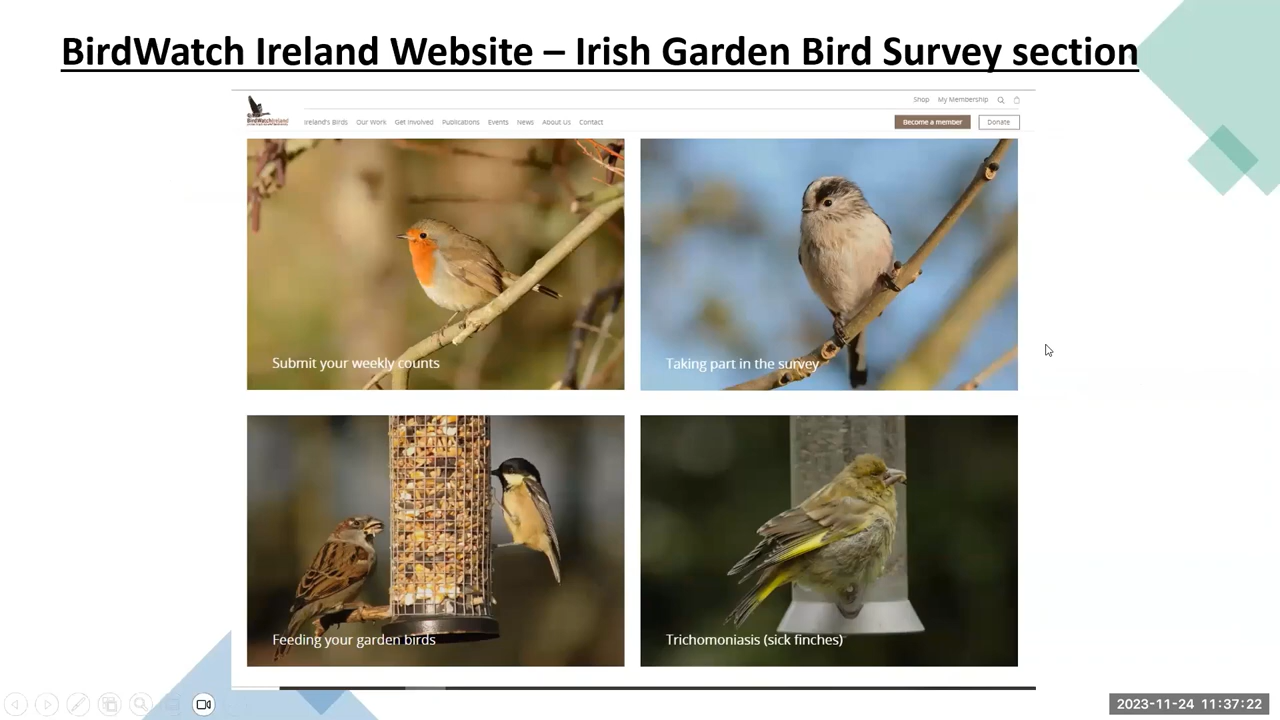 BirdWatch Ireland Website – Irish Garden Bird Survey section
Shop My Membership
BirdWatchIreland
Ireland's Birds Our Work Get Involved Publications Events News About Us Contact
Become a member Donate
Submit your weekly counts
Taking part in the survey
Feeding your garden birds
Trichomoniasis (sick finches)
2023-11-24 11:37:22